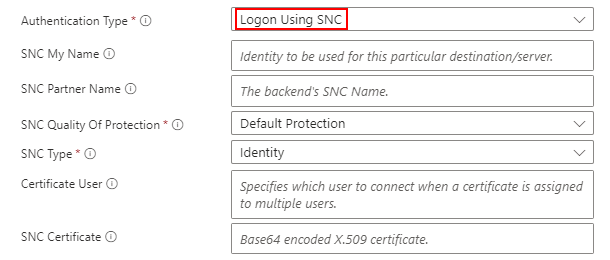 Authentication Type * Logon Using SNC
SNC My Name Identity to be used for this particular destination/server.
SNC Partner Name The backend's SNC Name.
SNC Quality Of Protection * Default Protection
SNC Type * Identity
Certificate User Specifies which user to connect when a certificate is assigned
to multiple users.
SNC Certificate Base64 encoded X.509 certificate.